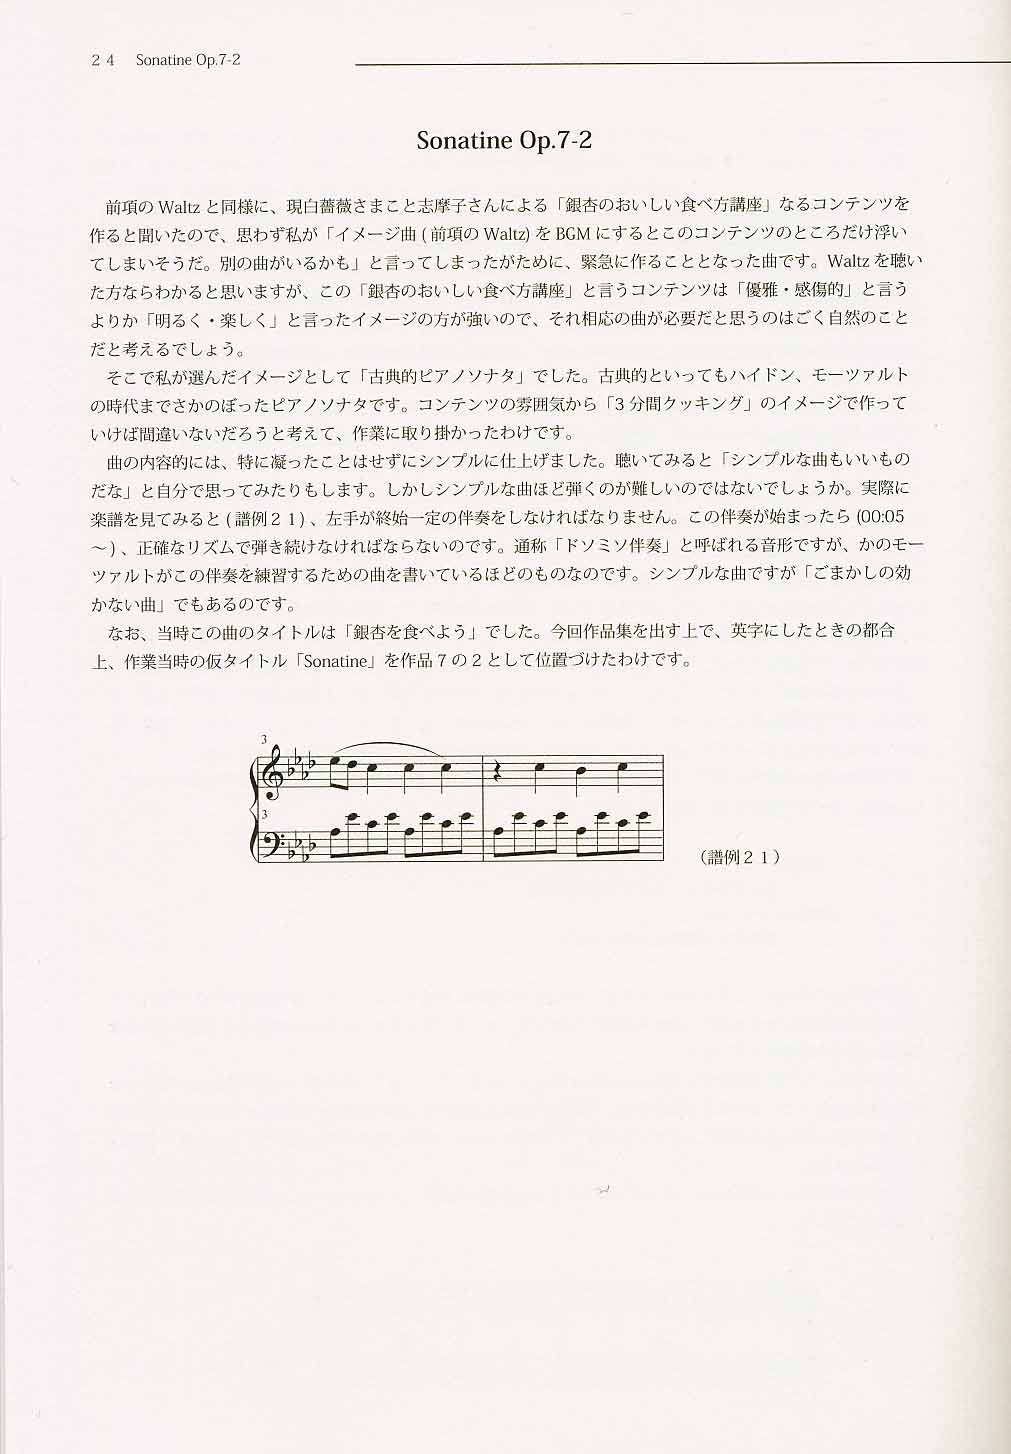 ２４　Sonatine Op.7-2
Sonatine Op.7-2
前項の Waltz と同様に、現白薔薇さまこと志摩子さんによる「銀杏のおいしい食べ方講座」なるコンテンツを
作ると聞いたので、思わず私が「イメージ曲 ( 前項の Waltz) を BGM にするとこのコンテンツのところだけ浮い
てしまいそうだ。別の曲がいるかも」と言ってしまったがために、緊急に作ることとなった曲です。Waltz を聴い
た方ならわかると思いますが、この「銀杏のおいしい食べ方講座」と言うコンテンツは「優雅・感傷的」と言う
よりか「明るく・楽しく」と言ったイメージの方が強いので、それ相応の曲が必要だと思うのはごく自然のこと
だと考えるでしょう。
そこで私が選んだイメージとして「古典的ピアノソナタ」でした。古典的といってもハイドン、モーツァルト
の時代までさかのぼったピアノソナタです。コンテンツの雰囲気から「3 分間クッキング」のイメージで作って
いけば間違いないだろうと考えて、作業に取り掛かったわけです。
曲の内容的には、特に凝ったことはせずにシンプルに仕上げました。聴いてみると「シンプルな曲もいいもの
だな」と自分で思ってみたりもします。しかしシンプルな曲ほど弾くのが難しいのではないでしょうか。実際に
楽譜を見てみると ( 譜例２１) 、左手が終始一定の伴奏をしなければなりません。この伴奏が始まったら (00:05
～) 、正確なリズムで弾き続けなければならないのです。通称「ドソミソ伴奏」と呼ばれる音形ですが、かのモー
ツァルトがこの伴奏を練習するための曲を書いているほどのものなのです。シンプルな曲ですが「ごまかしの効
かない曲」でもあるのです。
なお、当時この曲のタイトルは「銀杏を食べよう」でした。今回作品集を出す上で、英字にしたときの都合
上、作業当時の仮タイトル「Sonatine」を作品７の２として位置づけたわけです。
3
3
（譜例２１）